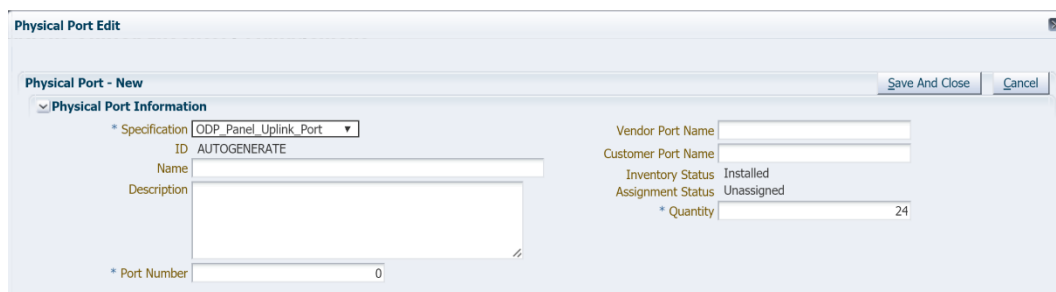 Physical Port Edit
Physical Port - New
Save And Close
Cancel
Physical Port Information
* Specification ODP_Panel_Uplink_Port
ID AUTOGENERATE
Name
Description
* Port Number 0
Vendor Port Name
Customer Port Name
Inventory Status Installed
Assignment Status Unassigned
* Quantity 24